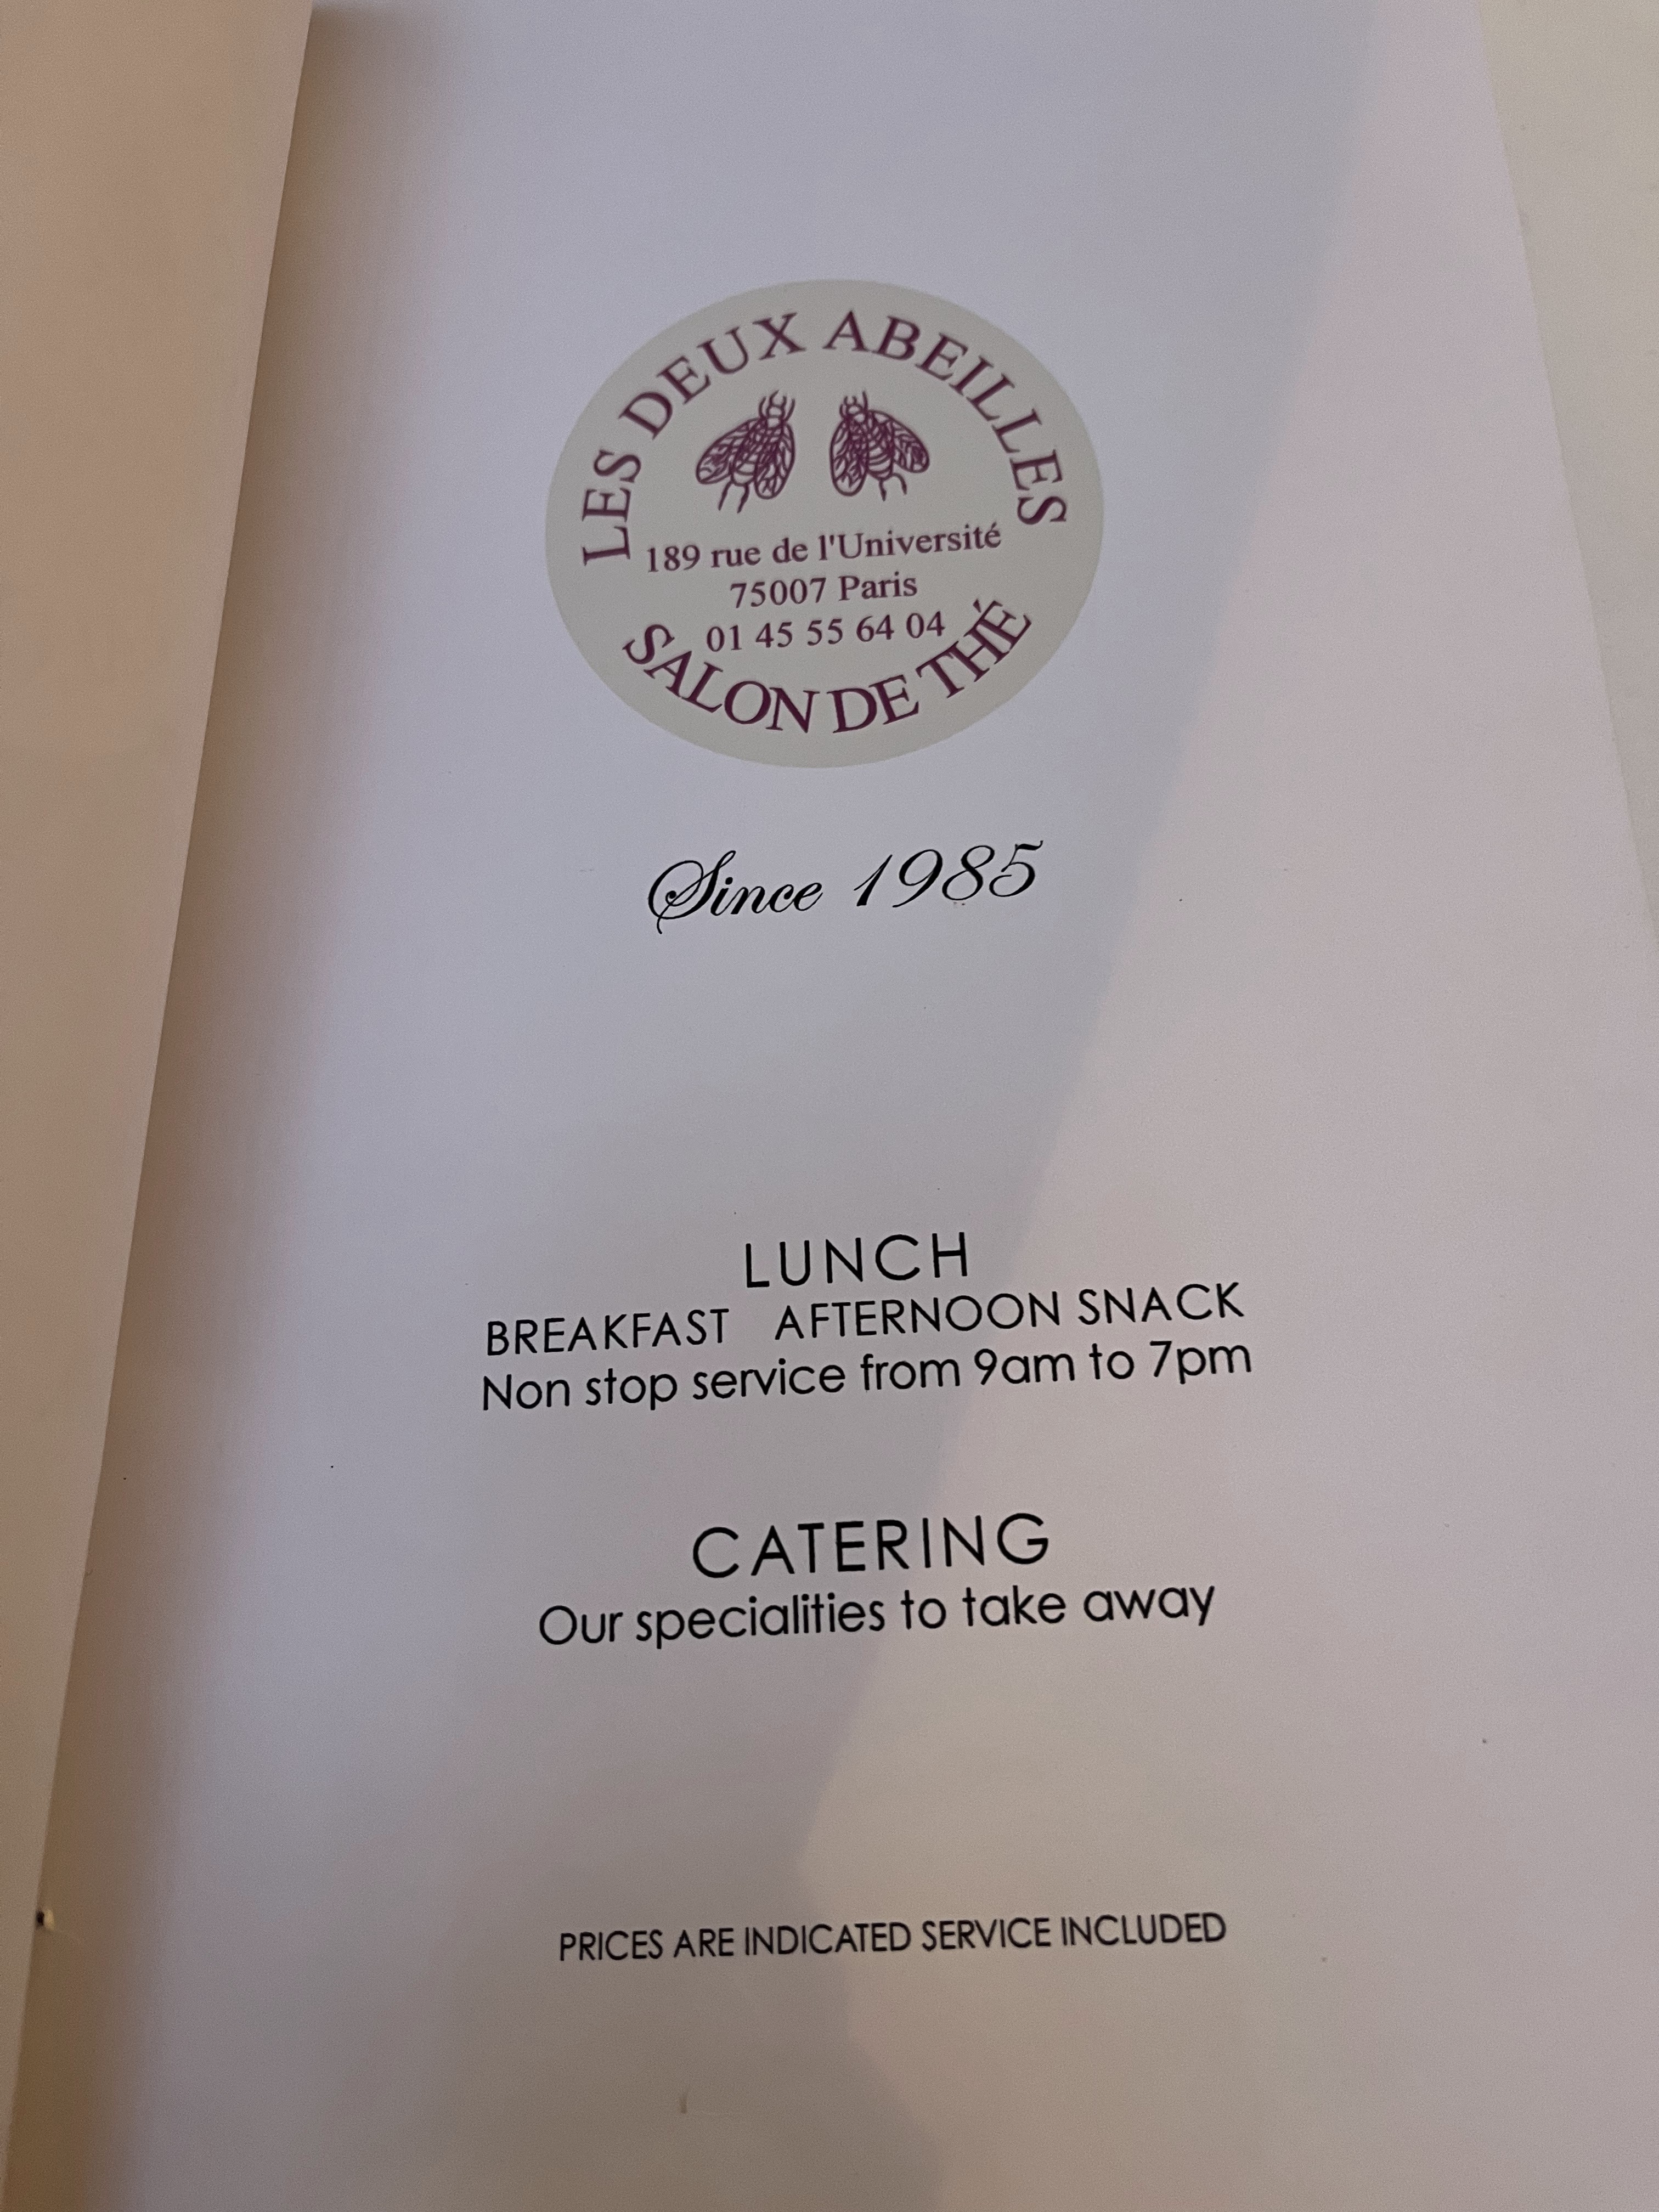 LES DEUX ABEILLES
189 rue de l'Université
75007 Paris
01 45 55 64 04
SALON DE THÉ
Since 1985
LUNCH
BREAKFAST AFTERNOON SNACK
Non stop service from 9am to 7pm
CATERING
Our specialities to take away
PRICES ARE INDICATED SERVICE INCLUDED